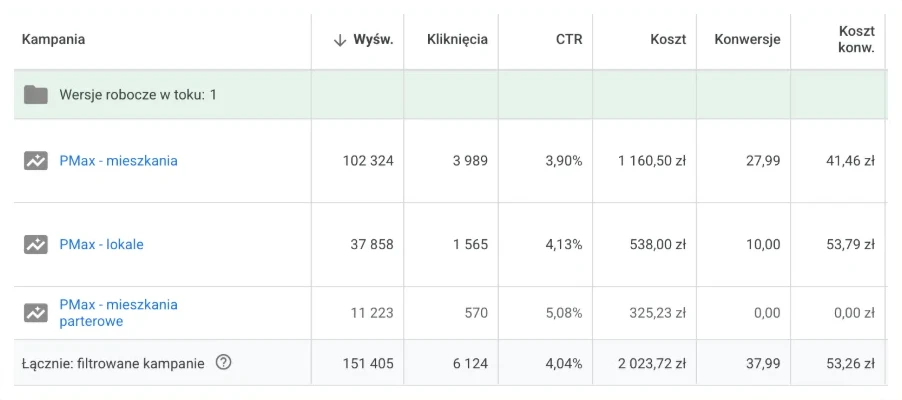 Kampania ↓ Wyśw. Kliknięcia CTR Koszt Konwersje Koszt konw.
Wersje robocze w toku: 1
PMax - mieszkania 102 324 3 989 3,90% 1 160,50 zł 27,99 41,46 zł
PMax - lokale 37 858 1 565 4,13% 538,00 zł 10,00 53,79 zł
PMax - mieszkania parterowe 11 223 570 5,08% 325,23 zł 0,00 0,00 zł
Łącznie: filtrowane kampanie ? 151 405 6 124 4,04% 2 023,72 zł 37,99 53,26 zł